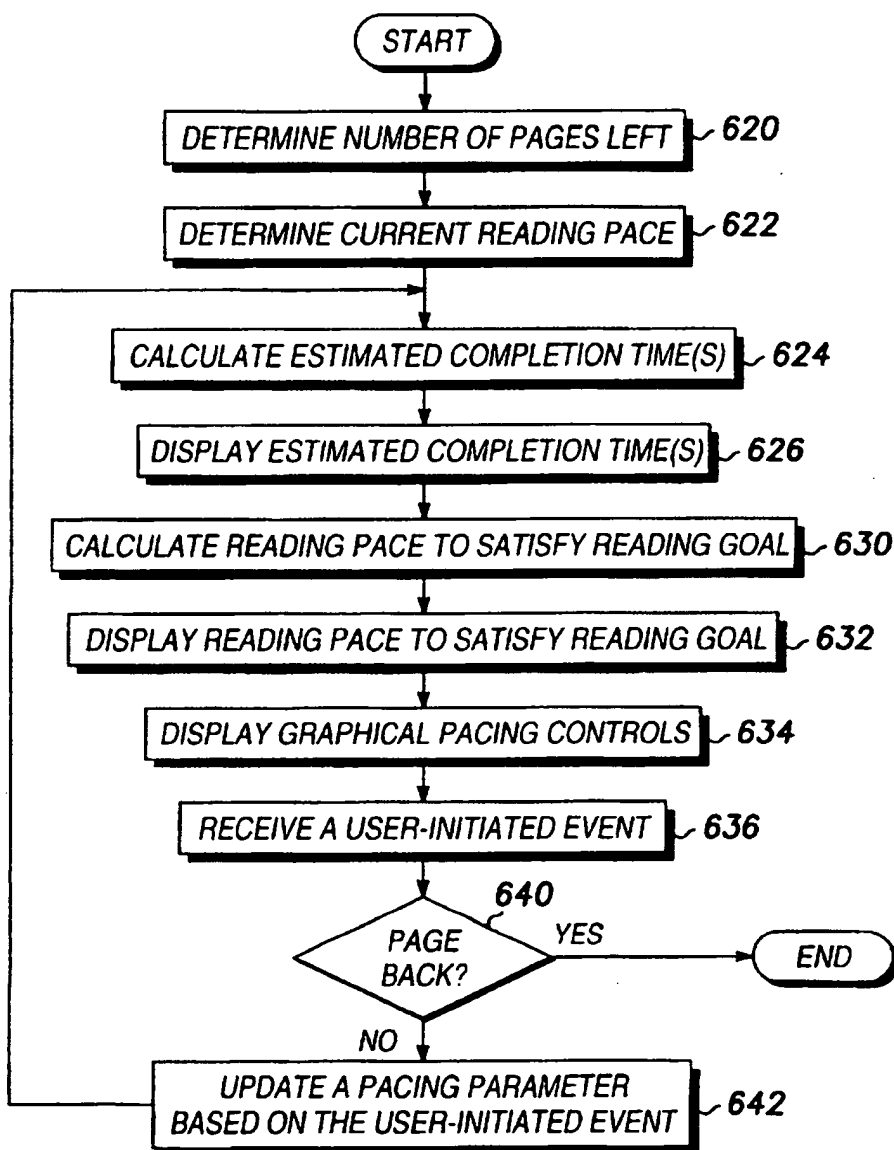 START
DETERMINE NUMBER OF PAGES LEFT 620
DETERMINE CURRENT READING PACE 622
CALCULATE ESTIMATED COMPLETION TIME(S) 624
DISPLAY ESTIMATED COMPLETION TIME(S) 626
CALCULATE READING PACE TO SATISFY READING GOAL 630
DISPLAY READING PACE TO SATISFY READING GOAL 632
DISPLAY GRAPHICAL PACING CONTROLS 634
RECEIVE A USER-INITIATED EVENT 636
640
PAGE
BACK?
YES
END
NO
UPDATE A PACING PARAMETER
BASED ON THE USER-INITIATED EVENT 642